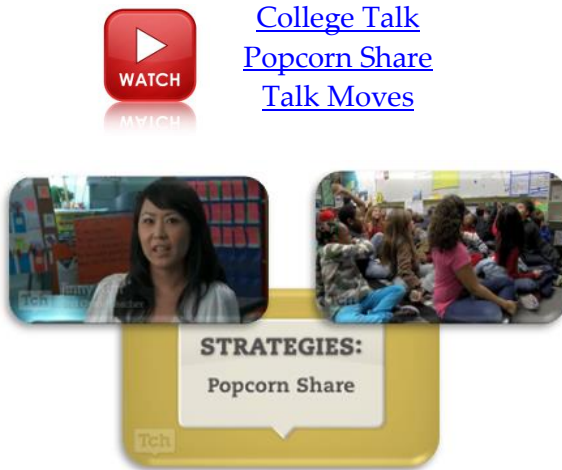 WATCH
College Talk
Popcorn Share
Talk Moves
Tch
Tch
STRATEGIES:
Popcorn Share
Tch